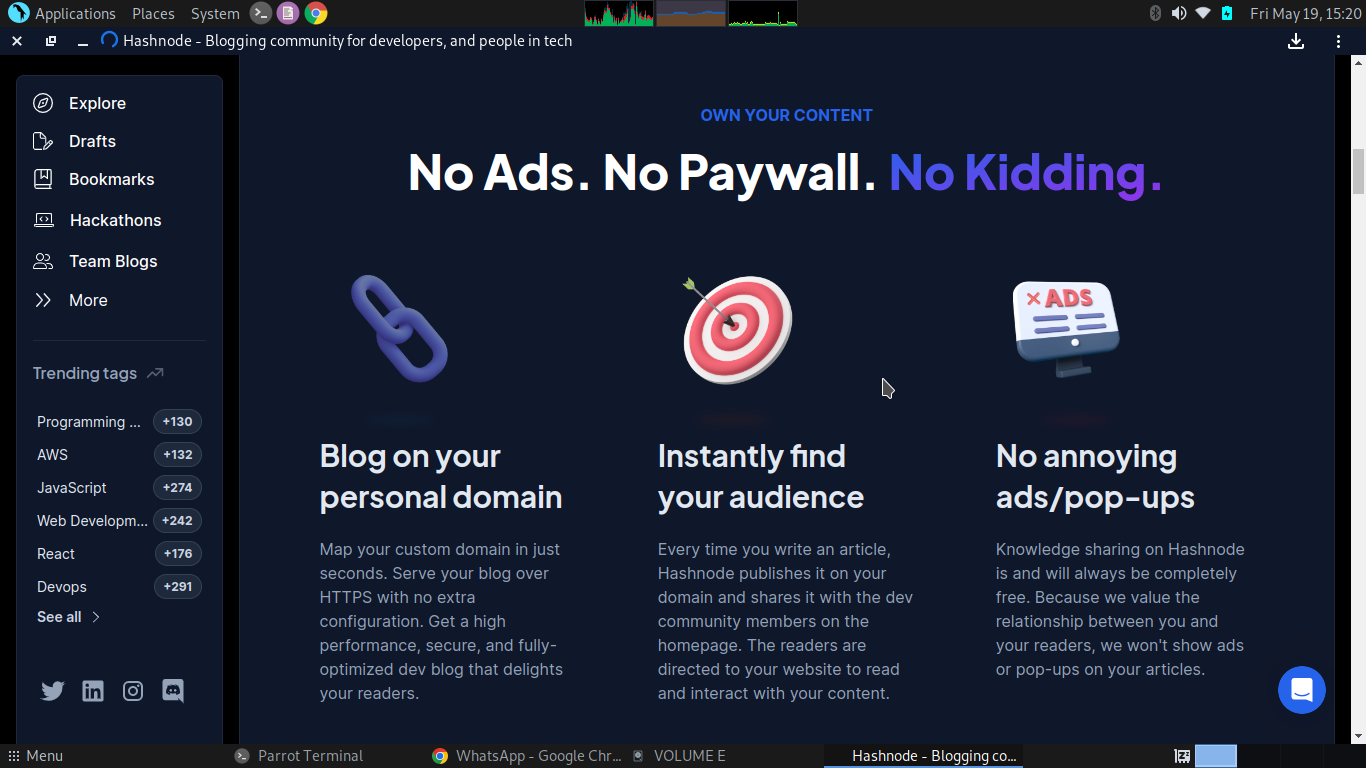 Applications Places System
Fri May 19, 15:20
Hashnode - Blogging community for developers, and people in tech
Explore
Drafts
Bookmarks
Hackathons
Team Blogs
More
Trending tags
Programming ... +130
AWS +132
JavaScript +274
Web Developm... +242
React +176
Devops +291
See all
OWN YOUR CONTENT
No Ads. No Paywall. No Kidding.
ADS
Blog on your
personal domain
Map your custom domain in just
seconds. Serve your blog over
HTTPS with no extra
configuration. Get a high
performance, secure, and fully-
optimized dev blog that delights
your readers.
Instantly find
your audience
Every time you write an article,
Hashnode publishes it on your
domain and shares it with the dev
community members on the
homepage. The readers are
directed to your website to read
and interact with your content.
No annoying
ads/pop-ups
Knowledge sharing on Hashnode
is and will always be completely
free. Because we value the
relationship between you and
your readers, we won't show ads
or pop-ups on your articles.
Menu Parrot Terminal WhatsApp - Google Chr... VOLUME E Hashnode - Blogging co...